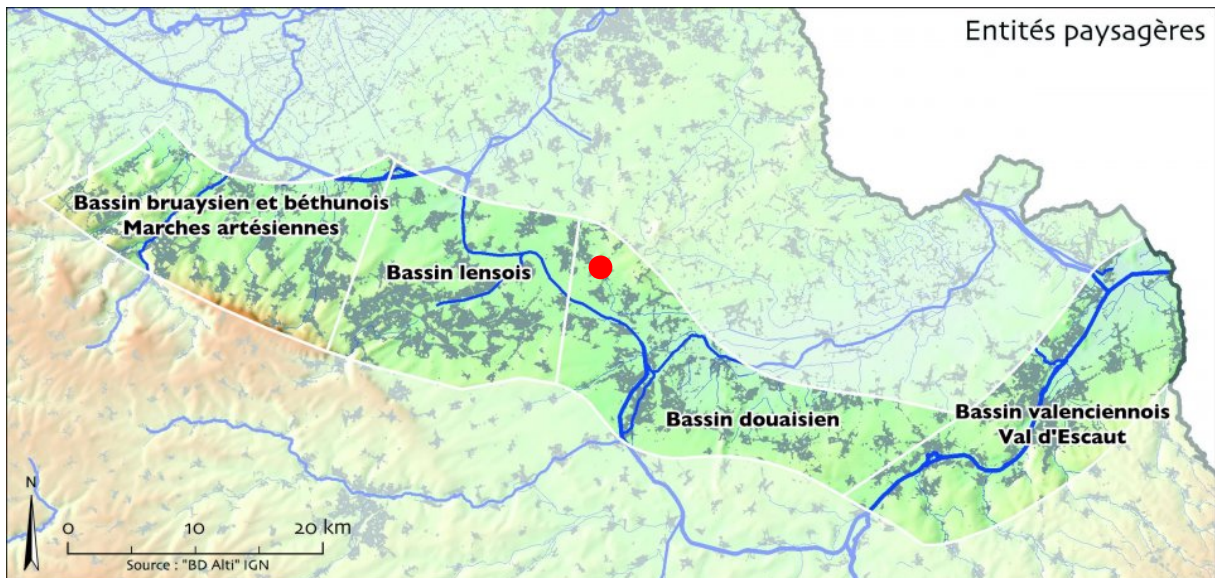 Entités paysagères
Bassin bruaysien et béthunois
Marches artésiennes
Bassin lensois
Bassin douaisien
Bassin valenciennois
Val d'Escaut
N
0 10 20 km
Source : "BD Alti" IGN